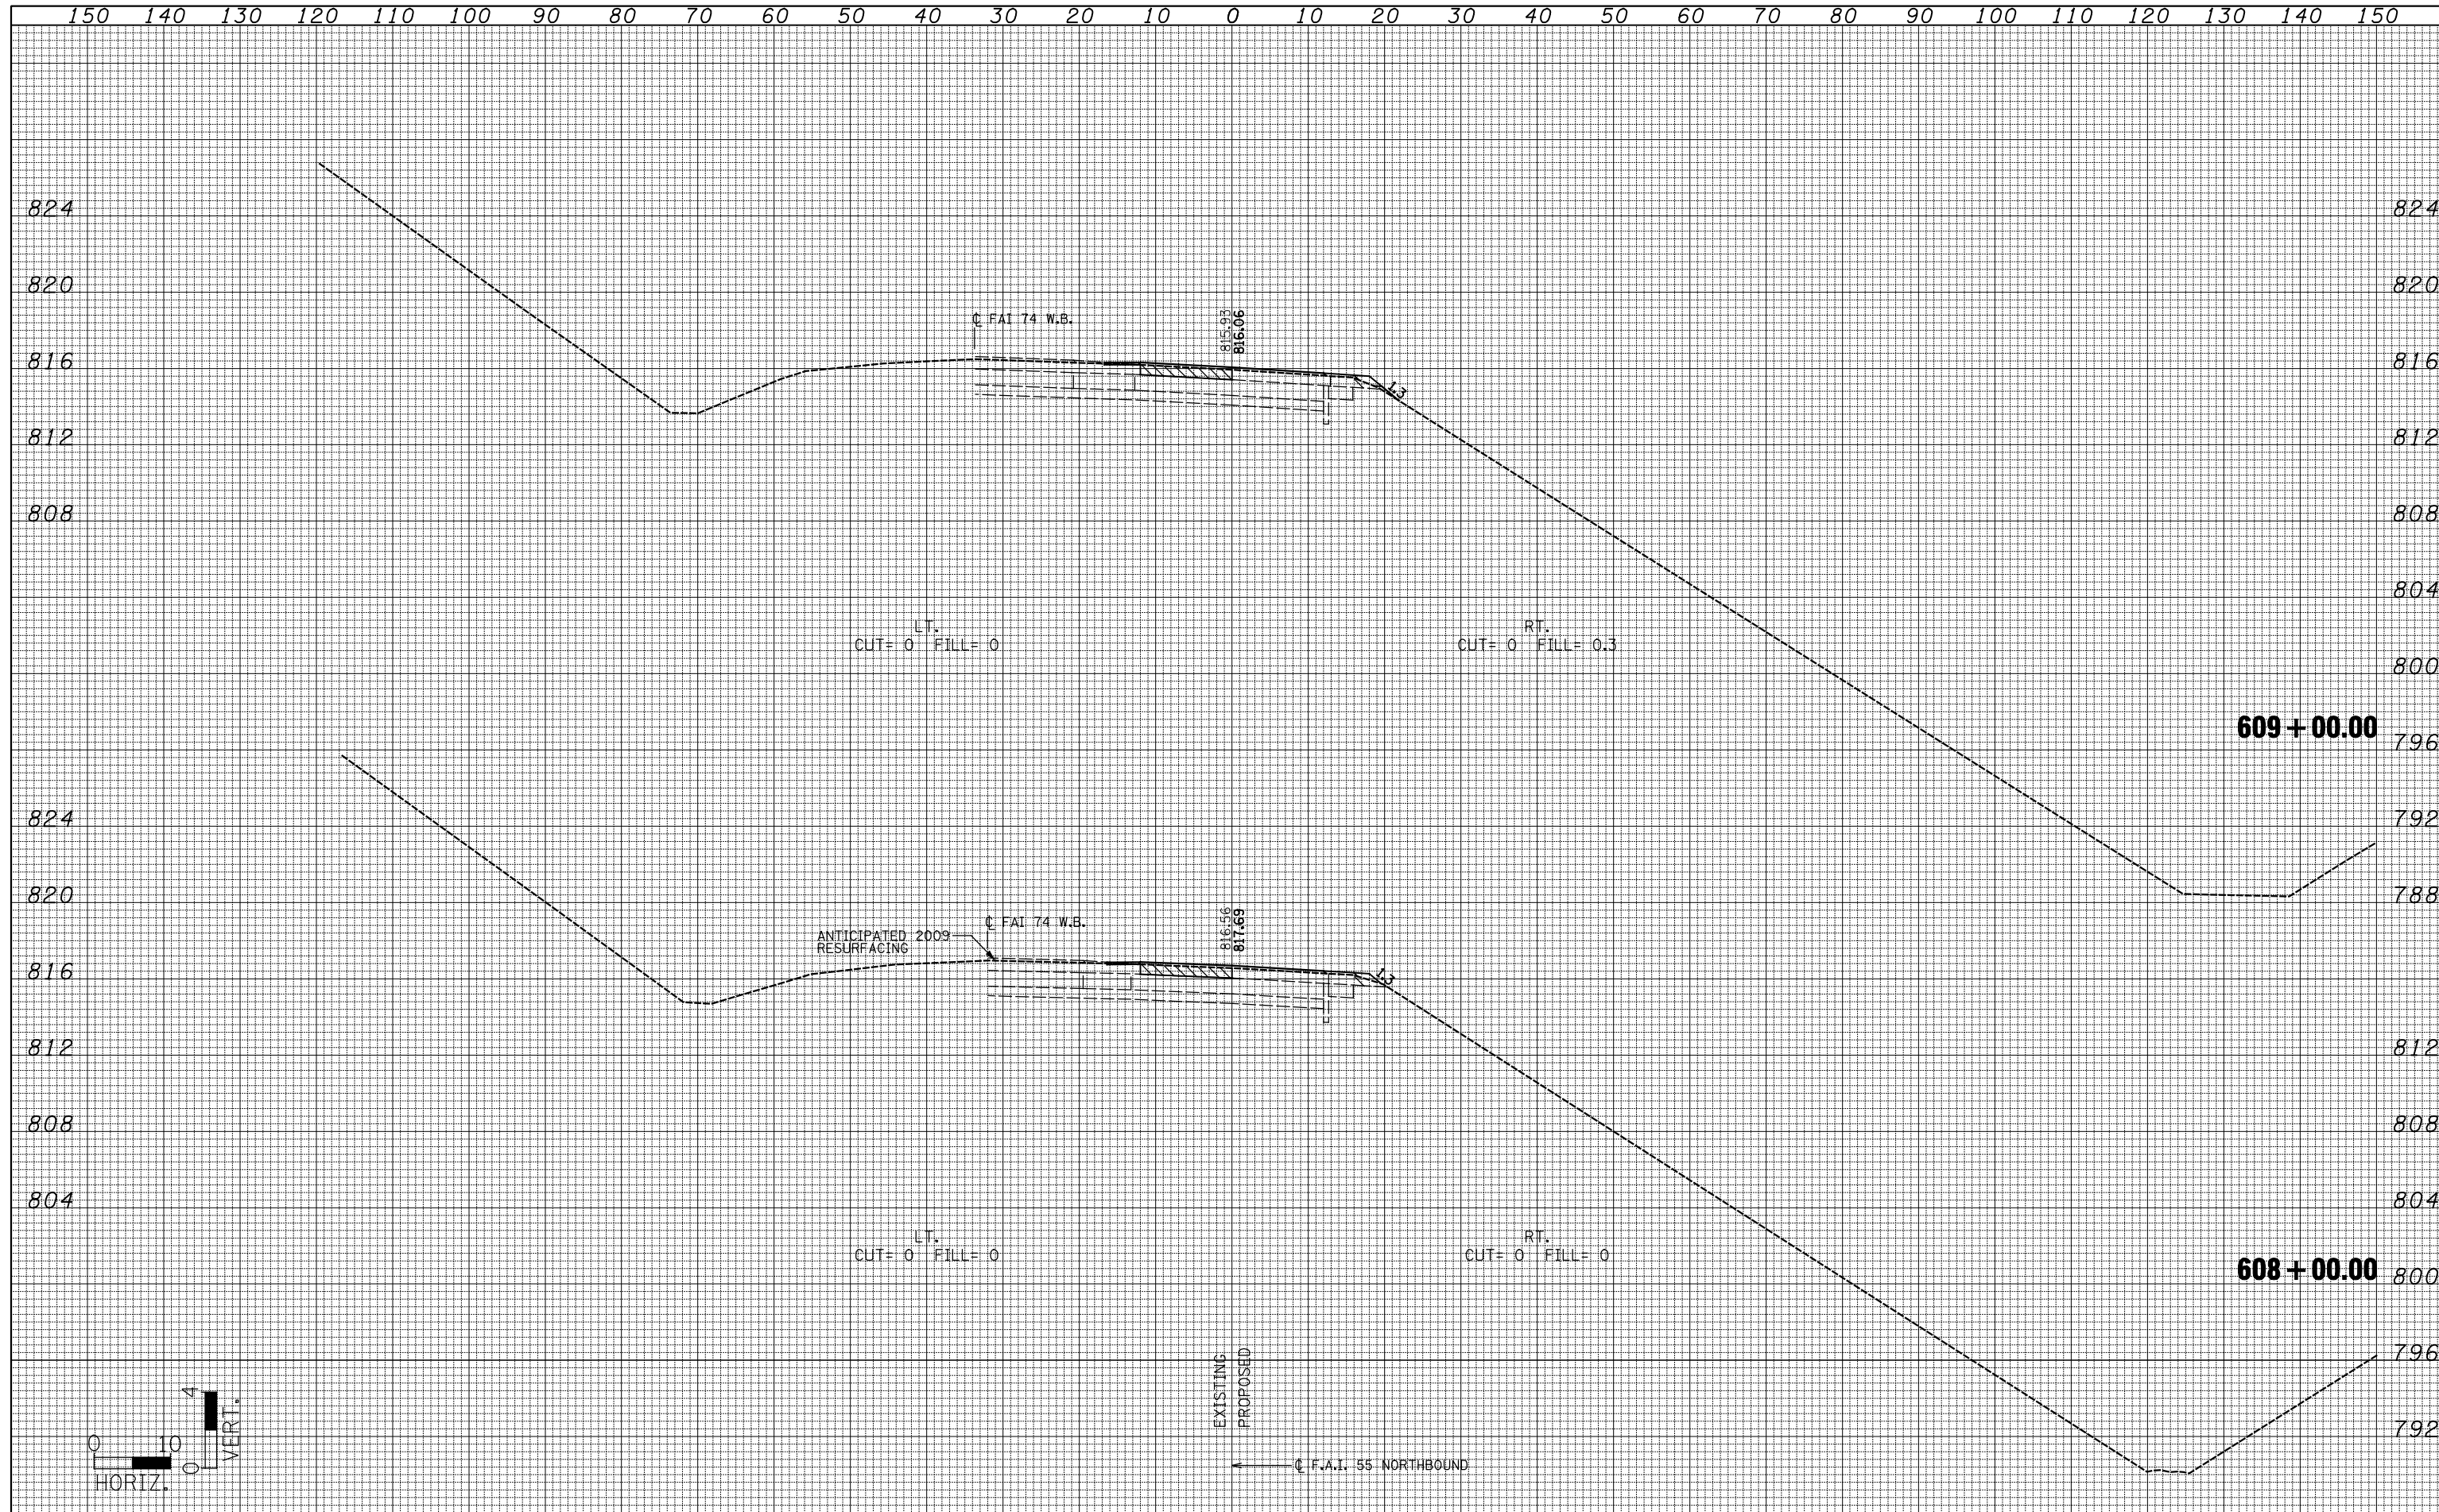 150 140 130 120 110 100 90 80 70 60 50 40 30 20 10 0 10 20 30 40 50 60 70 80 90 100 110 120 130 140 150
824 824
820 820
℄ FAI 74 W.B.
815.93
816.06
816 816
1:3
812 812
808 808
804 804
LT. RT.
CUT= 0 FILL= 0 CUT= 0 FILL= 0.3
800
609+00.00
796
824 792
820 788
℄ FAI 74 W.B.
816.56
817.69
ANTICIPATED 2009
RESURFACING
816
1:3
812 812
808 808
804 804
LT. RT.
CUT= 0 FILL= 0 CUT= 0 FILL= 0
608+00.00
800
796
EXISTING
PROPOSED
792
4
0
VERT.
0 10
HORIZ.
℄ F.A.I. 55 NORTHBOUND